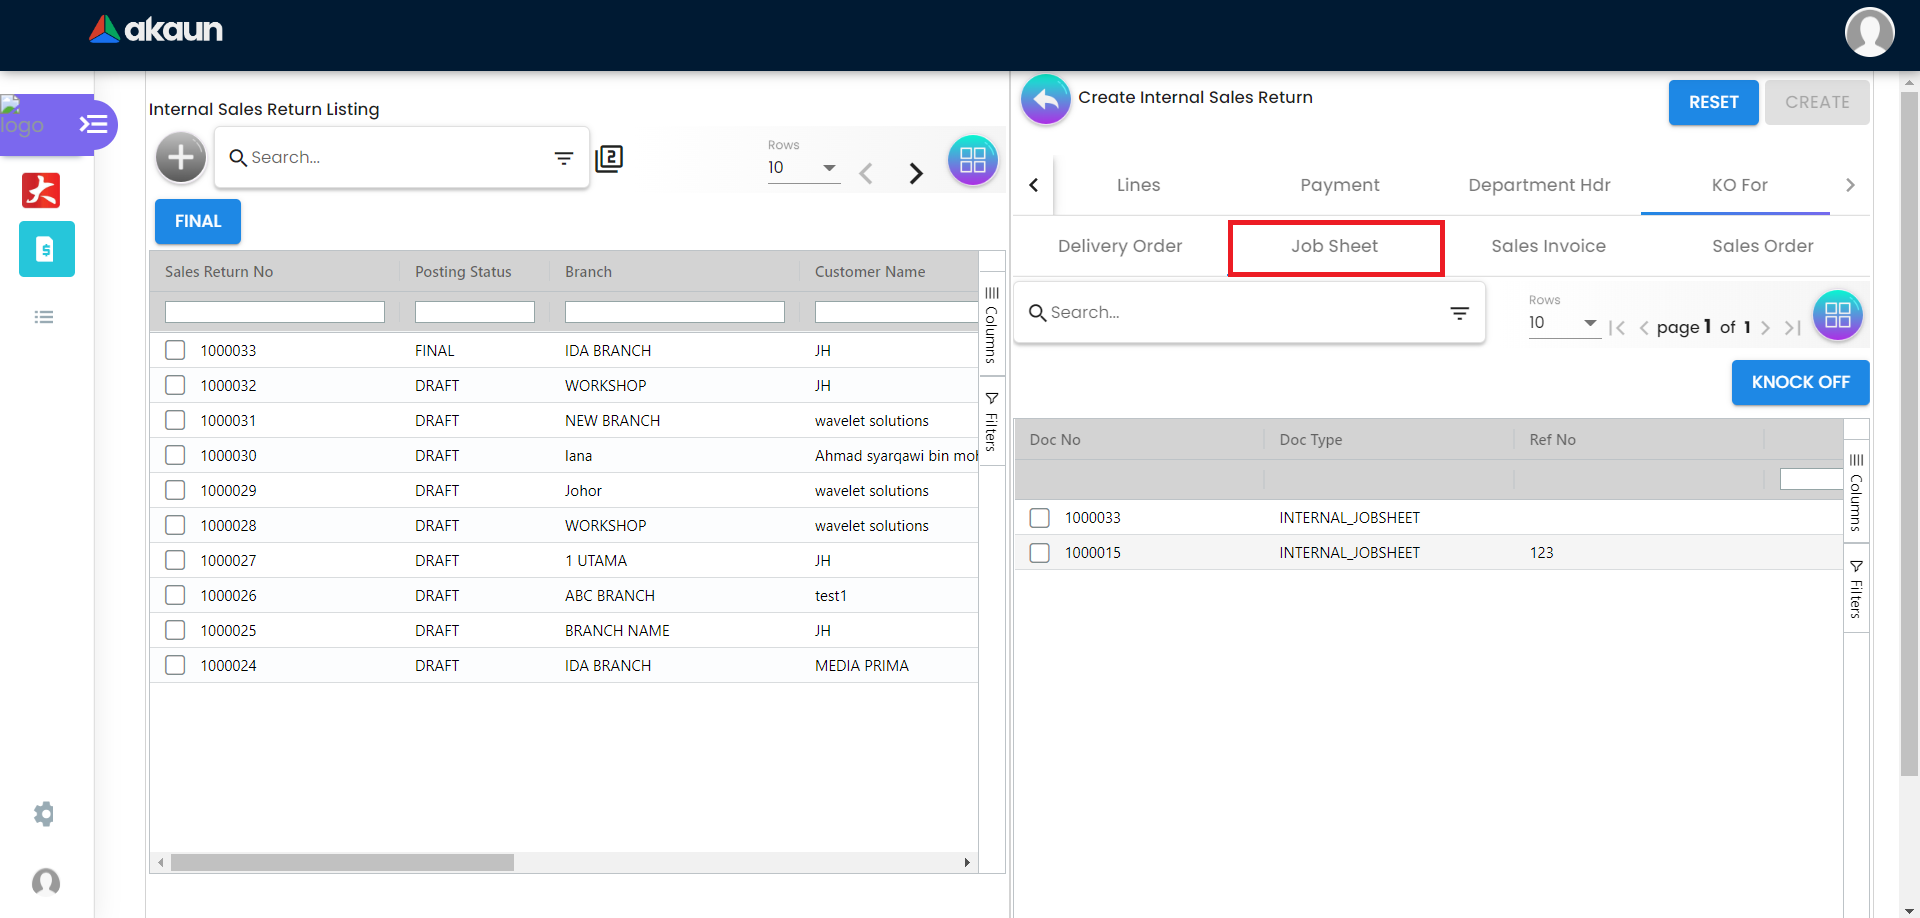 akaun
logo
Internal Sales Return Listing
Search...
2
Rows
10
FINAL
Sales Return No Posting Status Branch Customer Name
1000033 FINAL IDA BRANCH JH
1000032 DRAFT WORKSHOP JH
1000031 DRAFT NEW BRANCH wavelet solutions
1000030 DRAFT lana Ahmad syarqawi bin moh
1000029 DRAFT Johor wavelet solutions
1000028 DRAFT WORKSHOP wavelet solutions
1000027 DRAFT 1 UTAMA JH
1000026 DRAFT ABC BRANCH test1
1000025 DRAFT BRANCH NAME JH
1000024 DRAFT IDA BRANCH MEDIA PRIMA
Columns
Filters
Create Internal Sales Return
RESET
CREATE
Lines Payment Department Hdr KO For
Delivery Order Job Sheet Sales Invoice Sales Order
Search...
Rows
10
page 1 of 1
KNOCK OFF
Doc No Doc Type Ref No
1000033 INTERNAL_JOBSHEET
1000015 INTERNAL_JOBSHEET 123
Columns
Filters